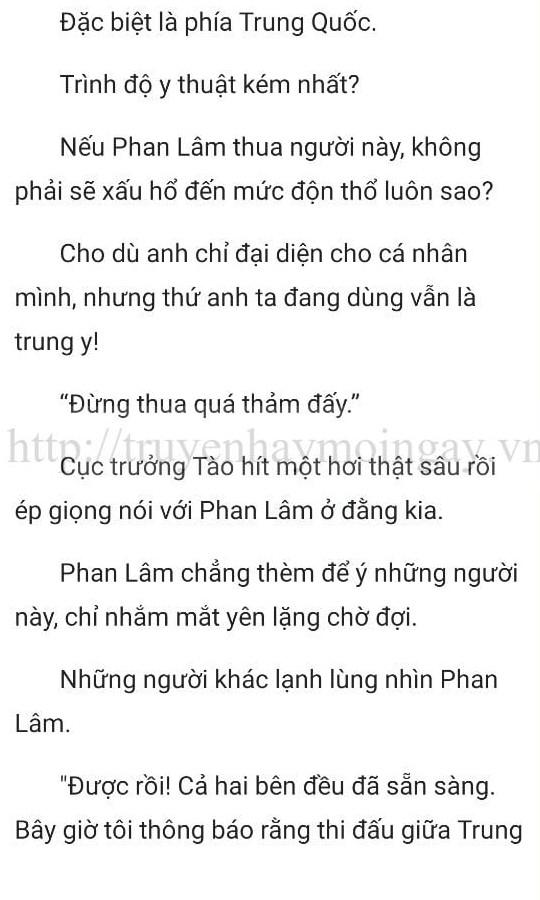 Đặc biệt là phía Trung Quốc.
Trình độ y thuật kém nhất?
Nếu Phan Lâm thua người này, không
phải sẽ xấu hổ đến mức độn thổ luôn sao?
Cho dù anh chỉ đại diện cho cá nhân
mình, nhưng thứ anh ta đang dùng vẫn là
trung y!
“Đừng thua quá thảm đấy.”
http://truyenhaymoingay.vn
Cục trưởng Tào hít một hơi thật sâu rồi
ép giọng nói với Phan Lâm ở đằng kia.
Phan Lâm chẳng thèm để ý những người
này, chỉ nhắm mắt yên lặng chờ đợi.
Những người khác lạnh lùng nhìn Phan
Lâm.
"Được rồi! Cả hai bên đều đã sẵn sàng.
Bây giờ tôi thông báo rằng thi đấu giữa Trung